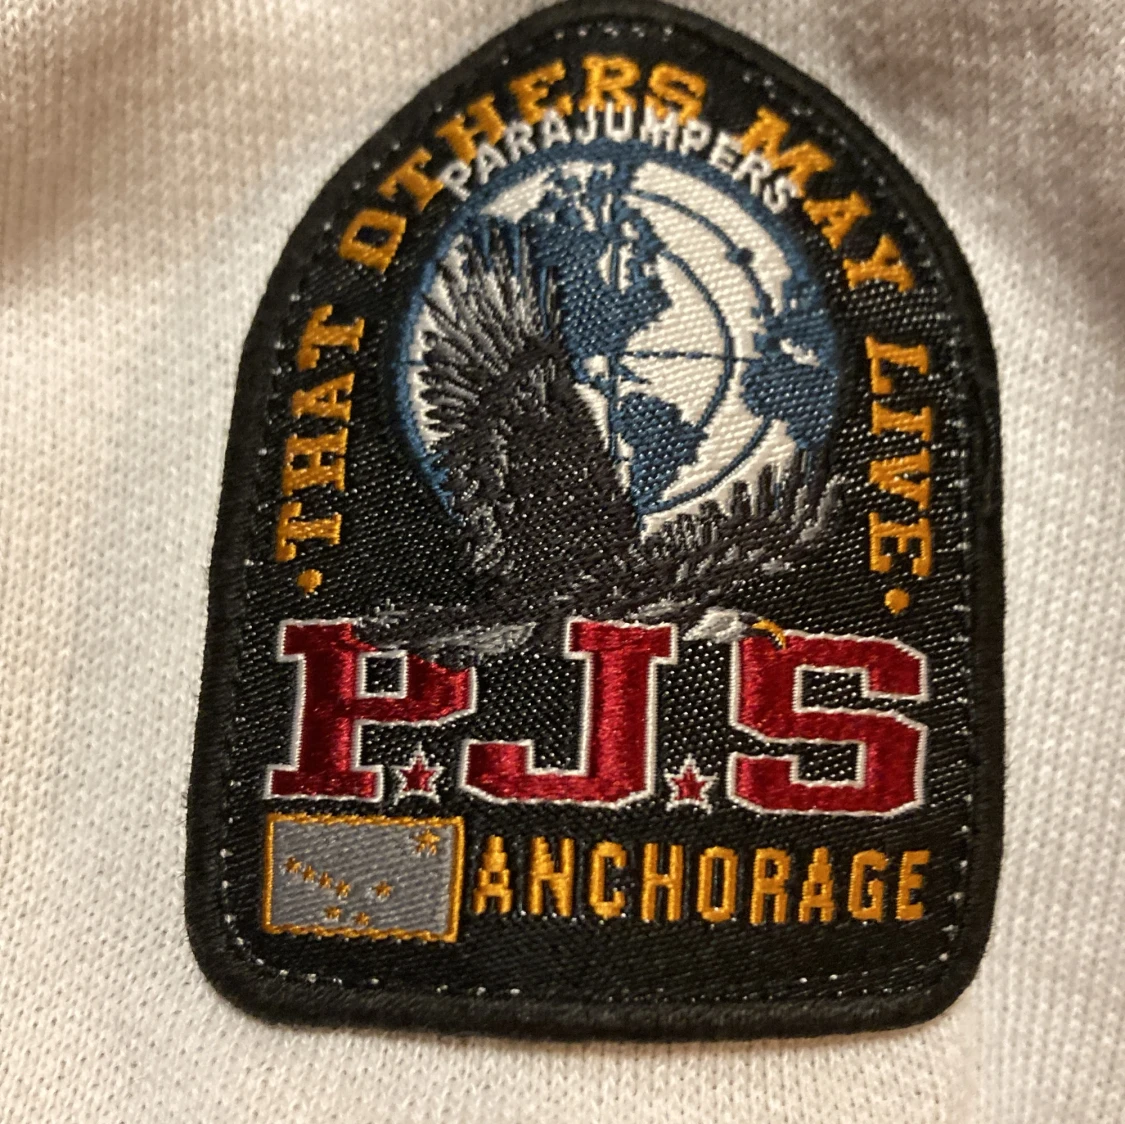 ·THAT OTHERS MAY LIVE·
PARAJUMPERS
P★J★S
ANCHORAGE